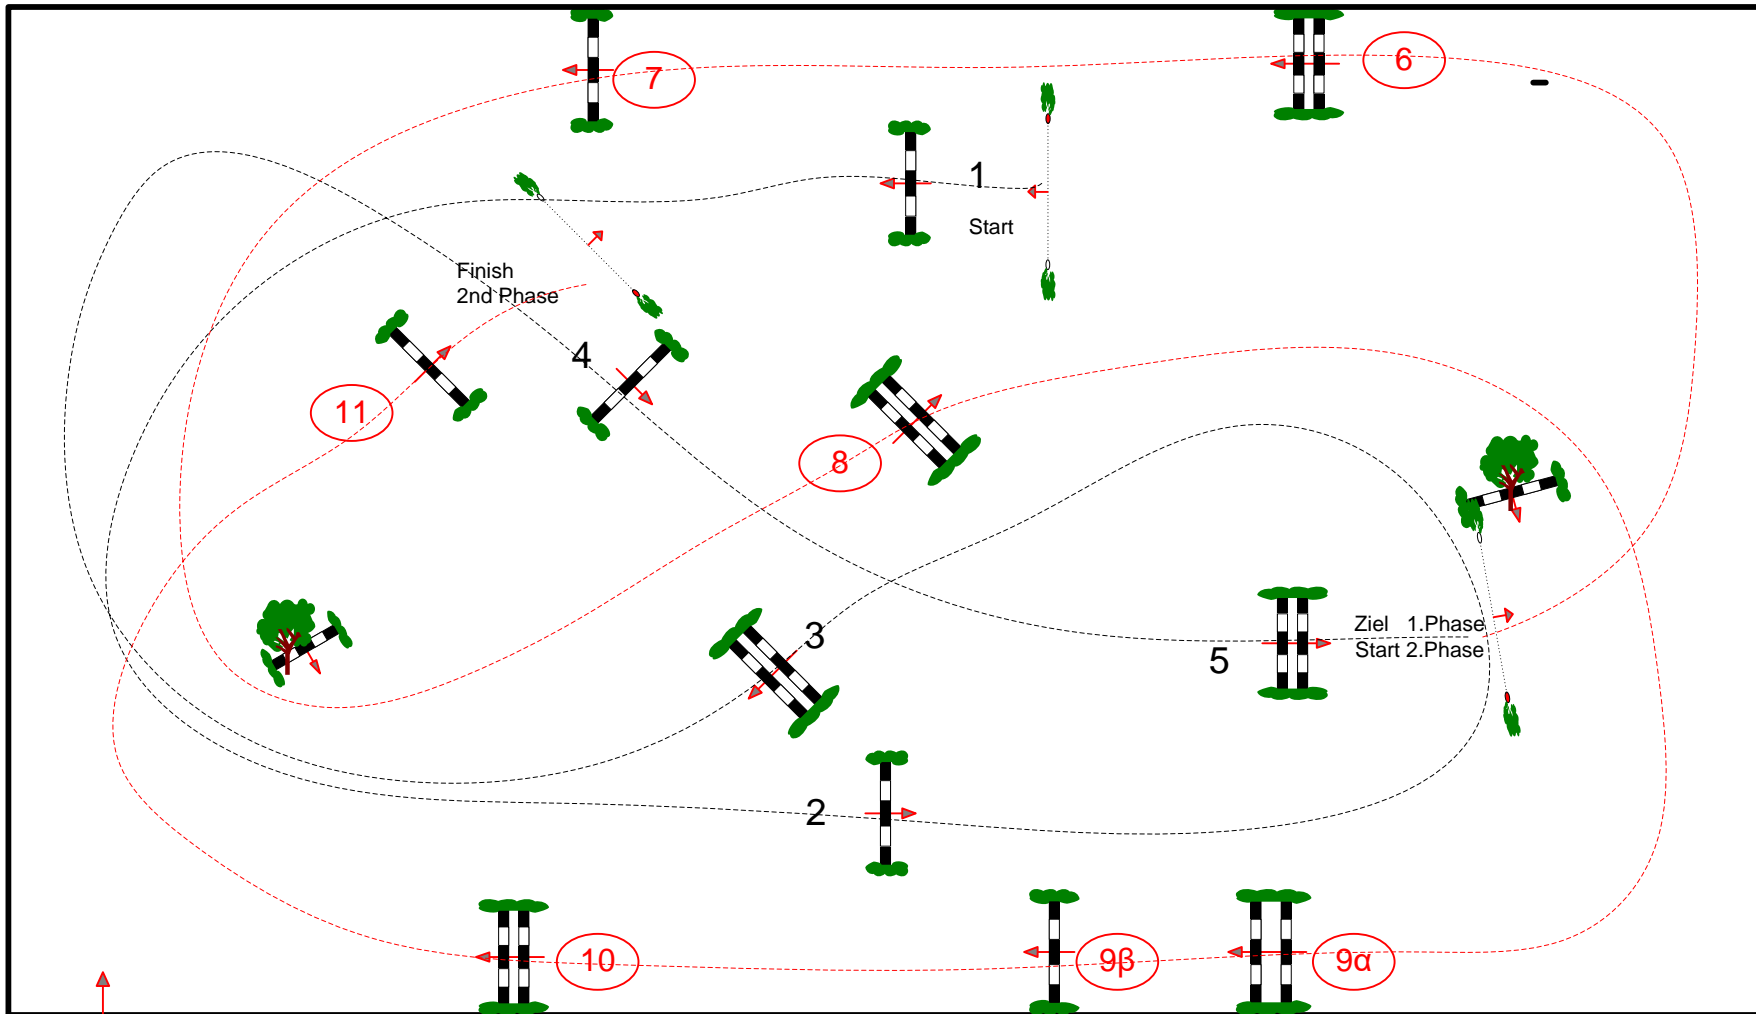 7
6
1
Start
Finish
2nd Phase
4
11
8
3
Ziel 1.Phase
Start 2.Phase
5
2
10
9β
9α